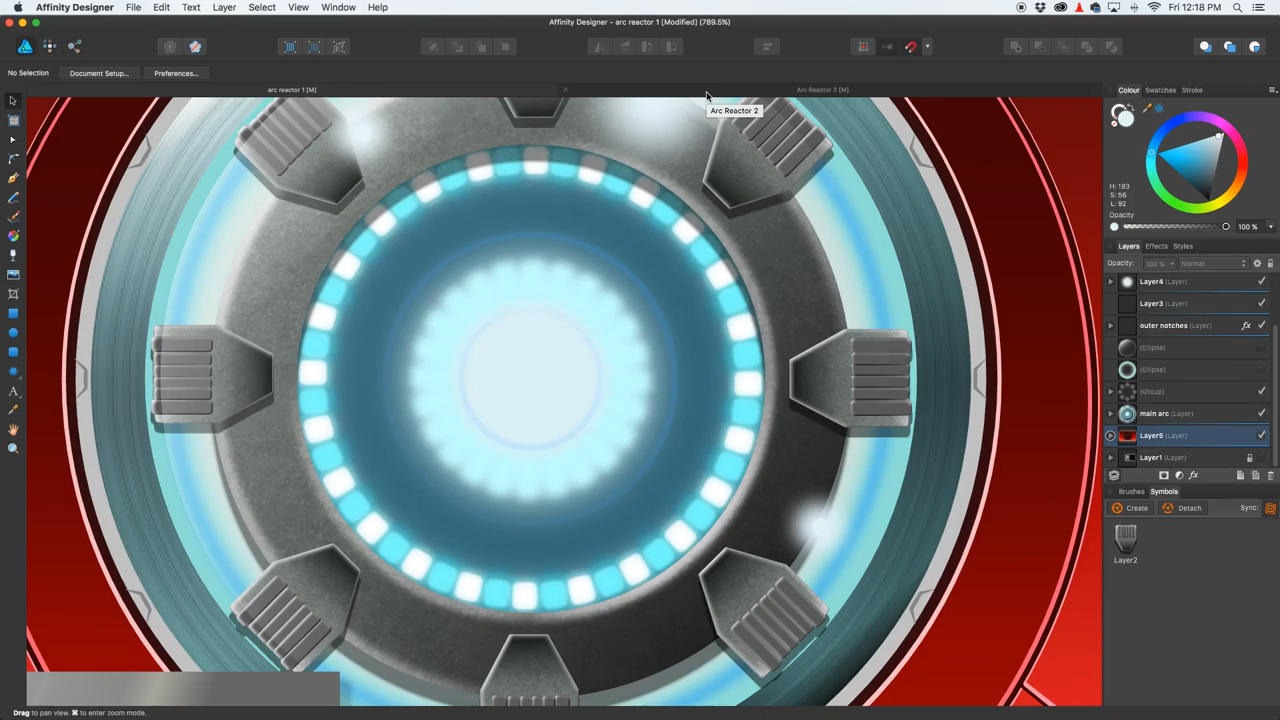 Affinity Designer File Edit Text Layer Select View Window Help
Fri 12:18 PM
Affinity Designer - arc reactor 1 [Modified] (789.5%)
No Selection Document Setup... Preferences...
arc reactor 1 [M]
Arc Reactor 2 [M]
Arc Reactor 2
Colour Swatches Stroke
H: 193
S: 56
L: 92
Opacity
100 %
Layers Effects Styles
Opacity: 100 % Normal
Layer4 (Layer)
Layer3 (Layer)
outer notches (Layer) fx
(Ellipse)
(Ellipse)
(Group)
main arc (Layer)
Layer5 (Layer)
Layer1 (Layer)
fx
Brushes Symbols
Create Detach Sync:
Layer2
Drag to pan view. ⌘ to enter zoom mode.